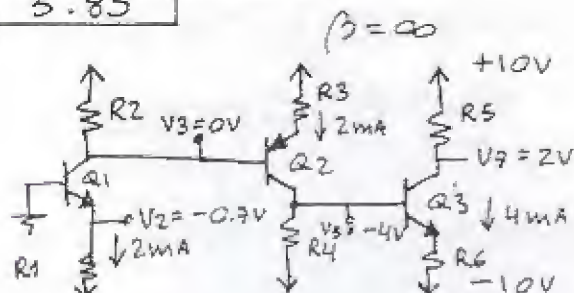 5.85
β = ∞
+10V
R2
V3 = 0V
R3
↓ 2mA
R5
Q1
Q2
V7 = 2V
V2 = -0.7V
Q3
↓ 4mA
↓ 2mA
V5 = -4V
R1
R4
R6
-10V